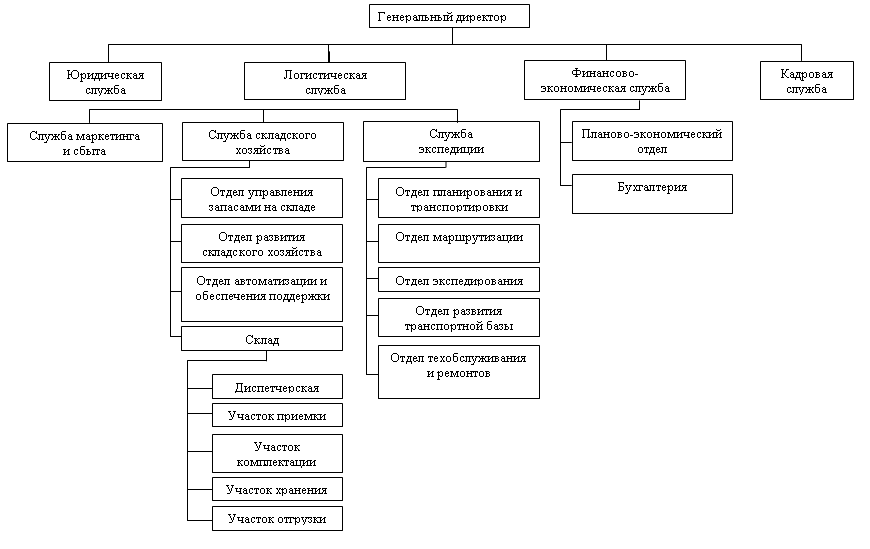 Генеральный директор
Юридическая
служба
Логистическая
служба
Финансово-
экономическая служба
Кадровая
служба
Служба маркетинга
и сбыта
Служба складского
хозяйства
Служба
экспедиции
Планово-экономический
отдел
Бухгалтерия
Отдел управления
запасами на складе
Отдел развития
складского хозяйства
Отдел автоматизации и
обеспечения поддержки
Склад
Диспетчерская
Участок приемки
Участок
комплектации
Участок хранения
Участок отгрузки
Отдел планирования и
транспортировки
Отдел маршрутизации
Отдел экспедирования
Отдел развития
транспортной базы
Отдел техобслуживания
и ремонтов